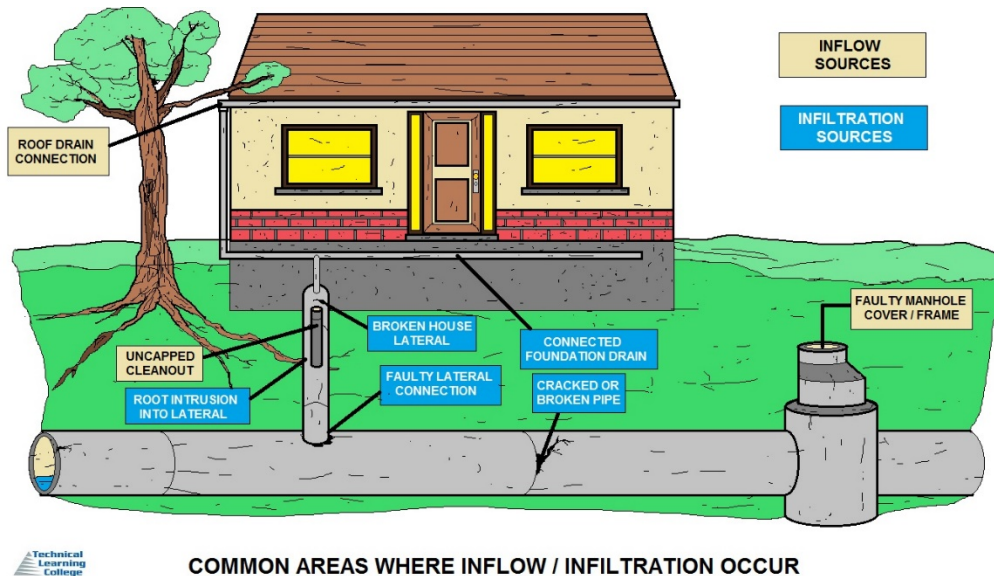 INFLOW
SOURCES
INFILTRATION
SOURCES
ROOF DRAIN
CONNECTION
FAULTY MANHOLE
COVER / FRAME
BROKEN HOUSE
LATERAL
CONNECTED
FOUNDATION DRAIN
UNCAPPED
CLEANOUT
FAULTY LATERAL
CONNECTION
CRACKED OR
BROKEN PIPE
ROOT INTRUSION
INTO LATERAL
Technical
Learning
College
COMMON AREAS WHERE INFLOW / INFILTRATION OCCUR